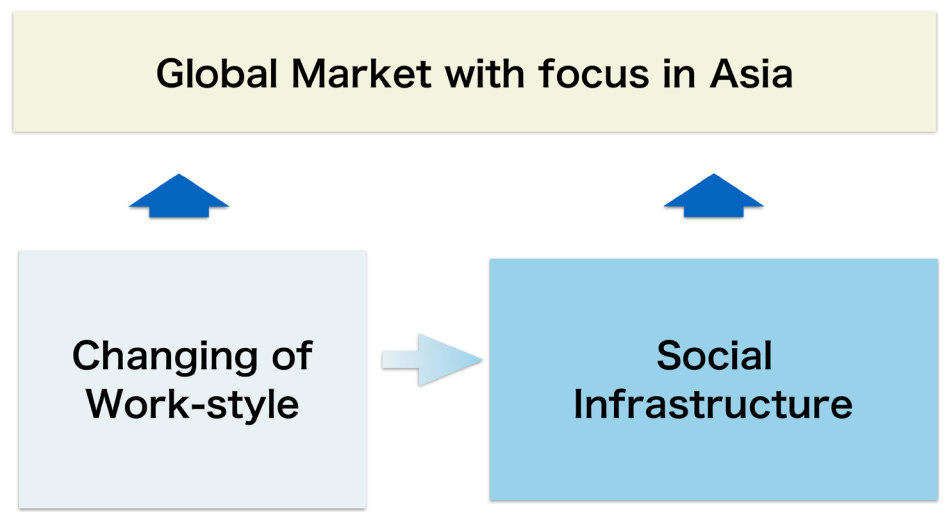 Global Market with focus in Asia
Changing of
Work-style
Social
Infrastructure